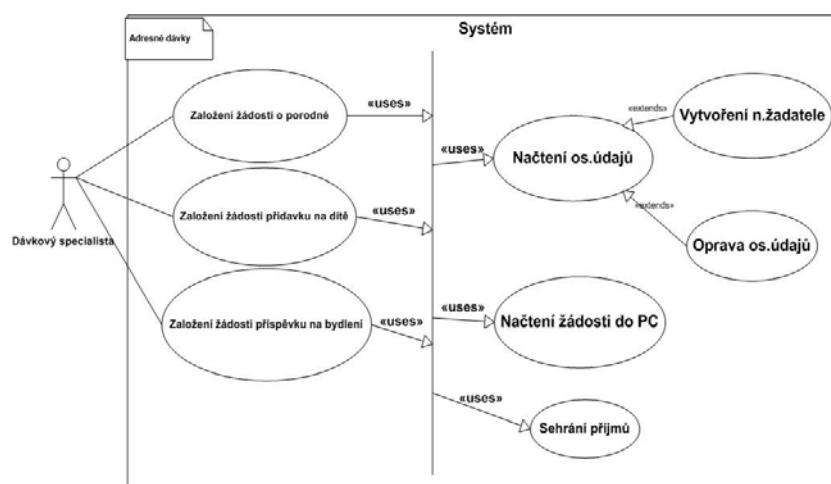 Systém
Adresné dávky
Založení žádosti o porodné
«uses»
«extends»
Vytvoření n.žadatele
«uses»
Načtení os.údajů
Založení žádosti přídavku na dítě
«uses»
«extends»
Dávkový specialista
Oprava os.údajů
Založení žádosti příspěvku na bydlení
«uses»
«uses»
Načtení žádosti do PC
«uses»
Sehrání příjmů